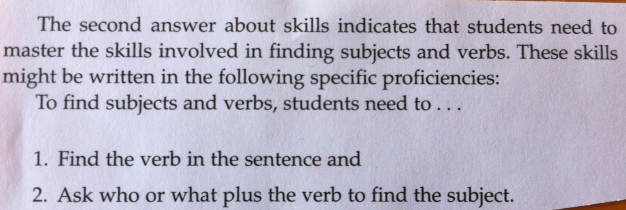 The second answer about skills indicates that students need to
master the skills involved in finding subjects and verbs. These skills
might be written in the following specific proficiencies:
To find subjects and verbs, students need to . . .
1. Find the verb in the sentence and
2. Ask who or what plus the verb to find the subject.